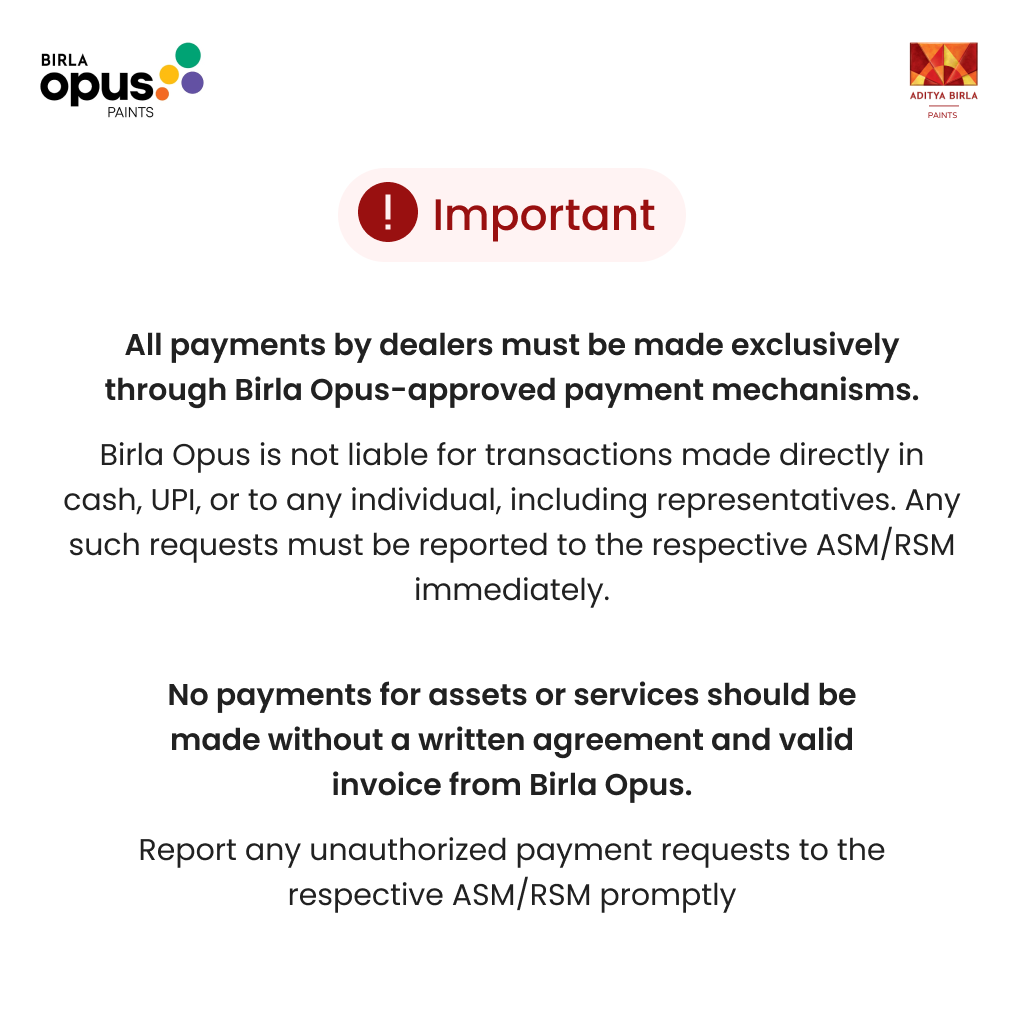 BIRLA
opus
PAINTS
ADITYA BIRLA
PAINTS
! Important
All payments by dealers must be made exclusively
through Birla Opus-approved payment mechanisms.
Birla Opus is not liable for transactions made directly in
cash, UPI, or to any individual, including representatives. Any
such requests must be reported to the respective ASM/RSM
immediately.
No payments for assets or services should be
made without a written agreement and valid
invoice from Birla Opus.
Report any unauthorized payment requests to the
respective ASM/RSM promptly